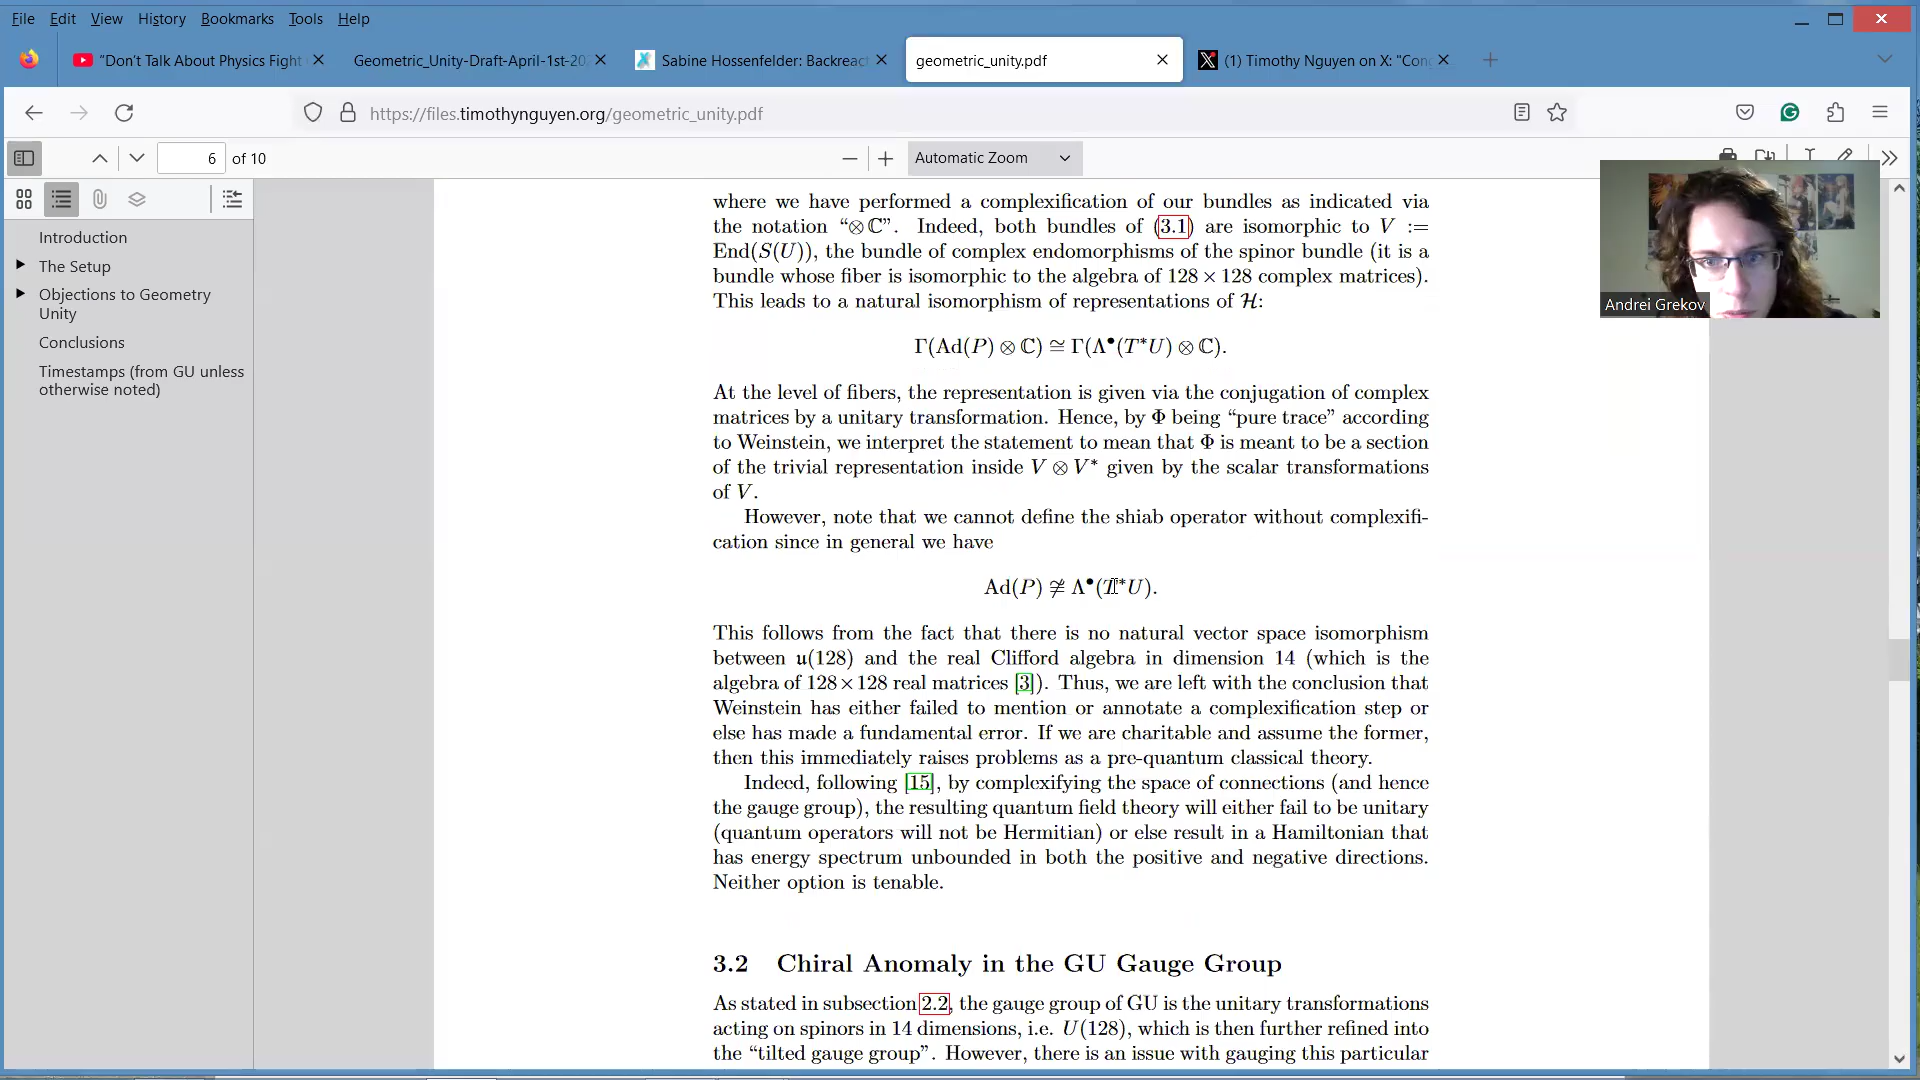 File Edit View History Tools Help
"Don't Talk About Physics Fight
Geometric_Unity-Draft-April-1st-202
Sabine Hossenfelder: Backreact
geometric_unity.pdf
(1) Timothy Nguyen on X: "Con
https://files.timothynguyen.org/geometric_unity.pdf
6 of 10
Automatic Zoom
Introduction
The Setup
Objections to Geometry
Unity
Conclusions
Timestamps (from GU unless
otherwise noted)
Andrei Grekov
where we have performed a complexification of our bundles as indicated via
the notation “⊗ℂ”. Indeed, both bundles of (3.1) are isomorphic to V :=
End(S(U)), the bundle of complex endomorphisms of the spinor bundle (it is a
bundle whose fiber is isomorphic to the algebra of 128 × 128 complex matrices).
This leads to a natural isomorphism of representations of ℋ:
Γ(Ad(P) ⊗ ℂ) ≅ Γ(Λ•(T*U) ⊗ ℂ).
At the level of fibers, the representation is given via the conjugation of complex
matrices by a unitary transformation. Hence, by Φ being “pure trace” according
to Weinstein, we interpret the statement to mean that Φ is meant to be a section
of the trivial representation inside V ⊗ V* given by the scalar transformations
of V.
However, note that we cannot define the shiab operator without complexifi-
cation since in general we have
Ad(P) ≇ Λ•(T*U).
This follows from the fact that there is no natural vector space isomorphism
between 𝔲(128) and the real Clifford algebra in dimension 14 (which is the
algebra of 128×128 real matrices [3]). Thus, we are left with the conclusion that
Weinstein has either failed to mention or annotate a complexification step or
else has made a fundamental error. If we are charitable and assume the former,
then this immediately raises problems as a pre-quantum classical theory.
Indeed, following [15], by complexifying the space of connections (and hence
the gauge group), the resulting quantum field theory will either fail to be unitary
(quantum operators will not be Hermitian) or else result in a Hamiltonian that
has energy spectrum unbounded in both the positive and negative directions.
Neither option is tenable.
3.2 Chiral Anomaly in the GU Gauge Group
As stated in subsection 2.2, the gauge group of GU is the unitary transformations
acting on spinors in 14 dimensions, i.e. U(128), which is then further refined into
the “tilted gauge group”. However, there is an issue with gauging this particular